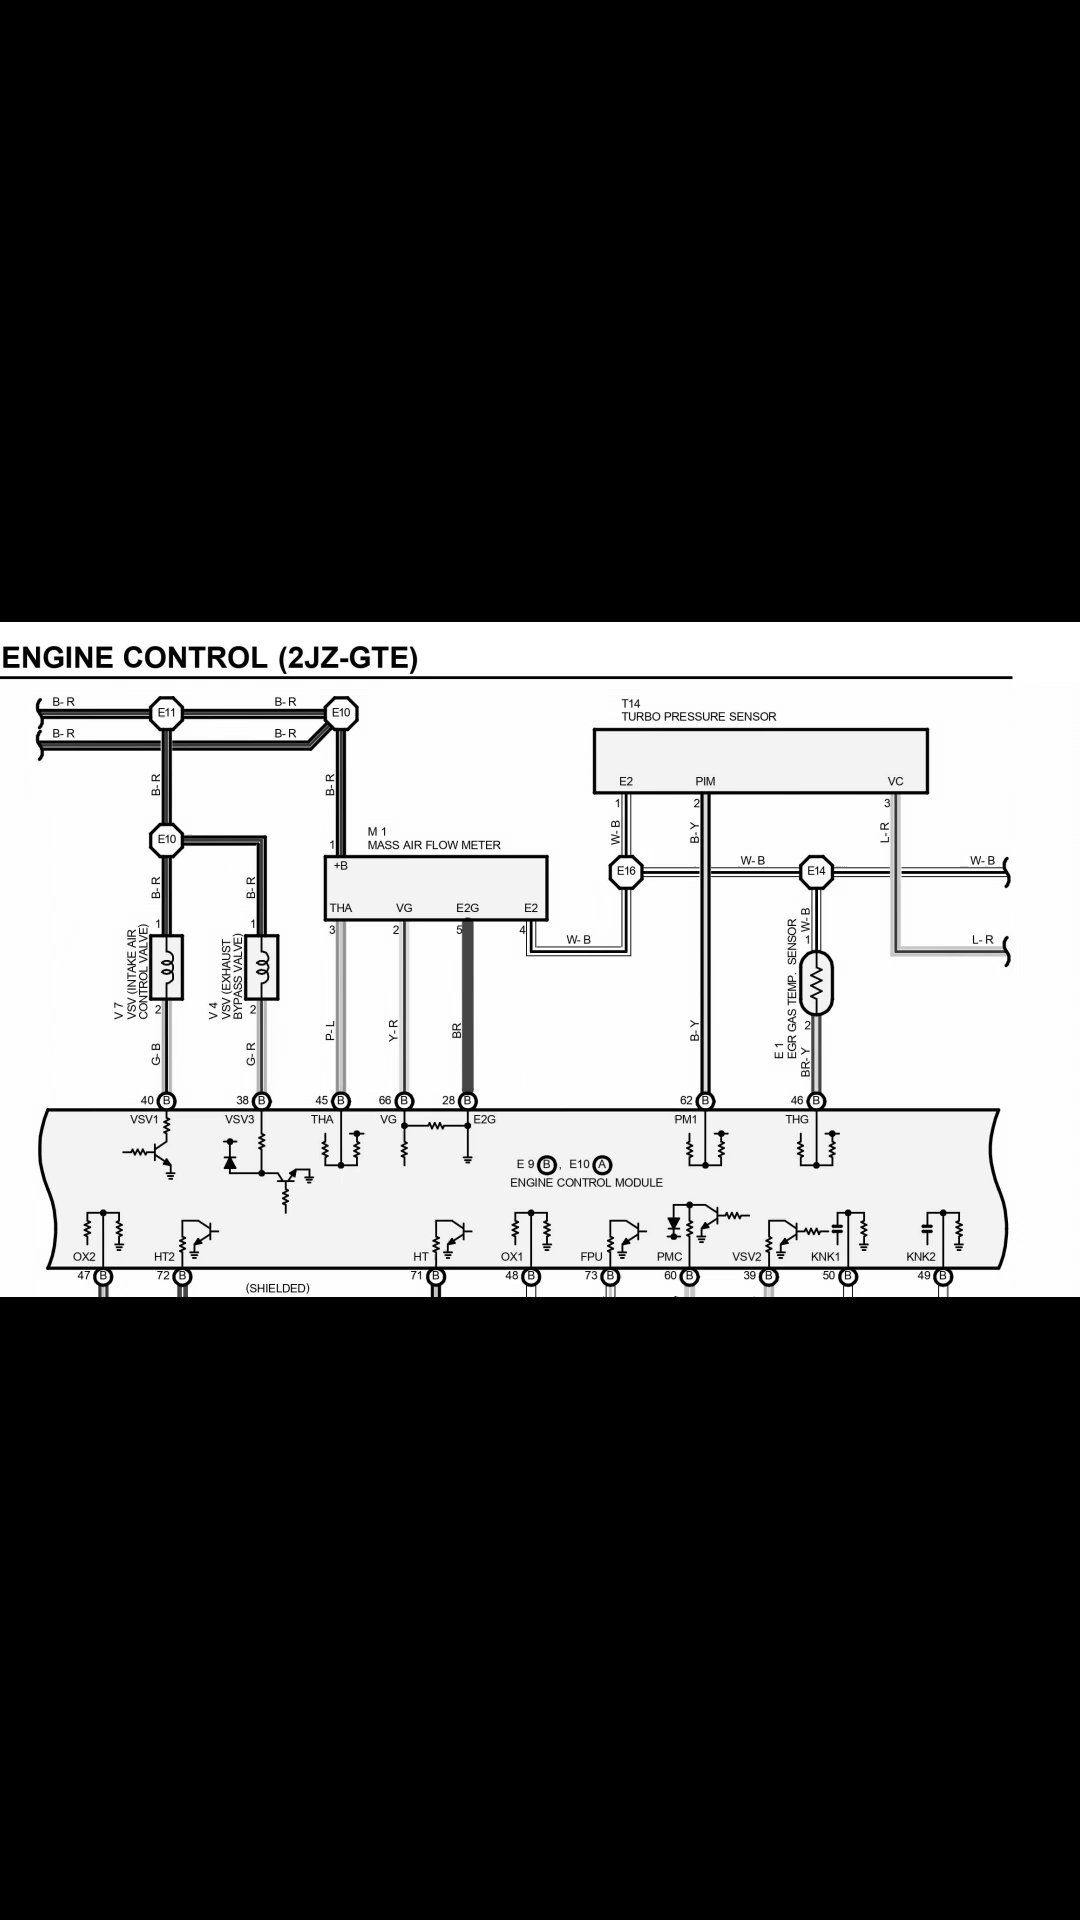 ENGINE CONTROL (2JZ-GTE)
B- R
B- R
E11
E10
B- R
B- R
B- R
B- R
T14
TURBO PRESSURE SENSOR
E2
PIM
VC
1
2
3
W- B
B- Y
L- R
E10
M 1
MASS AIR FLOW METER
1
+B
THA
VG
E2G
E2
3
2
5
4
W- B
E16
W- B
E14
W- B
B- R
B- R
1
1
W- B
1
L- R
V 7
VSV (INTAKE AIR
CONTROL VALVE)
V 4
VSV (EXHAUST
BYPASS VALVE)
E 1
EGR GAS TEMP. SENSOR
2
2
2
G- B
G- R
P- L
Y- R
BR
B- Y
BR- Y
40 B
38 B
45 B
66 B
28 B
62 B
46 B
VSV1
VSV3
THA
VG
E2G
PM1
THG
E 9 B , E10 A
ENGINE CONTROL MODULE
OX2
HT2
HT
OX1
FPU
PMC
VSV2
KNK1
KNK2
47 B
72 B
71 B
48 B
73 B
60 B
39 B
50 B
49 B
(SHIELDED)